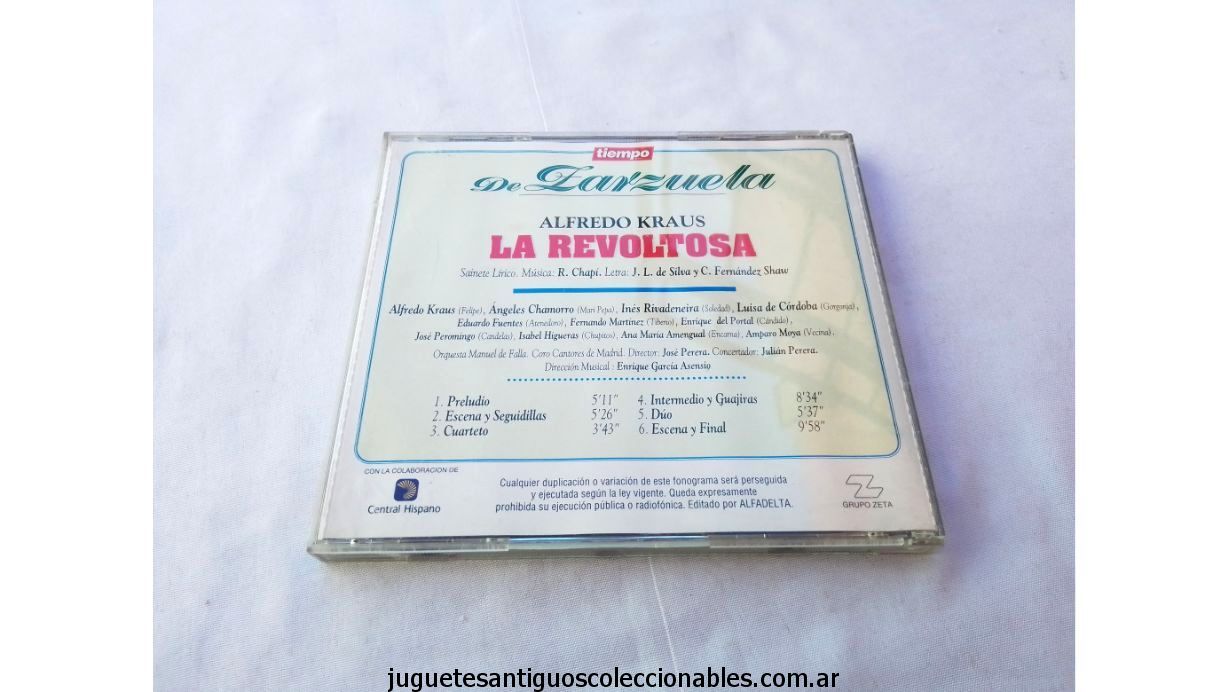 tiempo
De Zarzuela
ALFREDO KRAUS
LA REVOLTOSA
Sainete Lírico. Música: R. Chapí. Letra: J. L. de Silva y C. Fernández Shaw
Alfredo Kraus (Felipe), Ángeles Chamorro (Mari Pepa), Inés Rivadeneira (Soledad), Luisa de Córdoba (Gorgonja),
Eduardo Fuentes (Atenedoro), Fernando Martínez (Tiberio), Enrique del Portal (Cándido),
José Peromingo (Candelas), Isabel Higueras (Chupitos), Ana María Amengual (Encarna), Amparo Moya (Vecina).
Orquesta Manuel de Falla. Coro Cantores de Madrid. Director: José Perera. Concertador: Julián Perera.
Dirección Musical: Enrique García Asensio
1. Preludio 5'11" 4. Intermedio y Guajiras 8'34"
2. Escena y Seguidillas 5'26" 5. Dúo 5'37"
3. Cuarteto 3'43" 6. Escena y Final 9'58"
CON LA COLABORACION DE
Central Hispano
Cualquier duplicación o variación de este fonograma será perseguida
y ejecutada según la ley vigente. Queda expresamente
prohibida su ejecución pública o radiofónica. Editado por ALFADELTA.
GRUPO ZETA
juguetesantiguoscoleccionables.com.ar